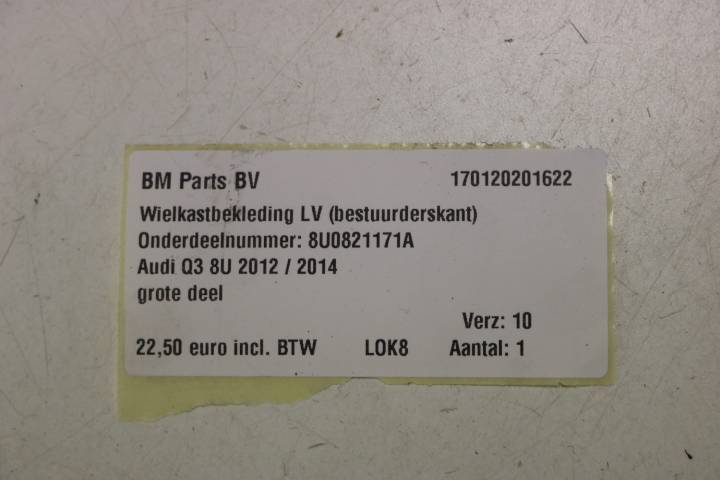 BM Parts BV 170120201622
Wielkastbekleding LV (bestuurderskant)
Onderdeelnummer: 8U0821171A
Audi Q3 8U 2012 / 2014
grote deel
Verz: 10
22,50 euro incl. BTW LOK8 Aantal: 1